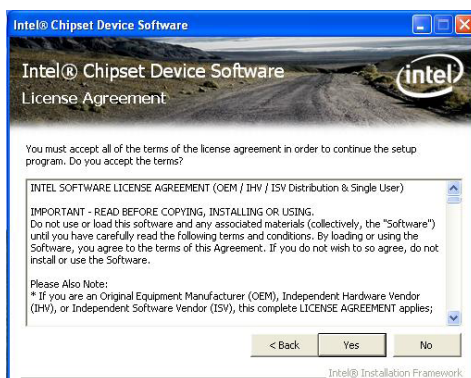 Intel® Chipset Device Software
Intel® Chipset Device Software
intel
License Agreement
You must accept all of the terms of the license agreement in order to continue the setup
program. Do you accept the terms?
INTEL SOFTWARE LICENSE AGREEMENT (OEM / IHV / ISV Distribution & Single User)
IMPORTANT - READ BEFORE COPYING, INSTALLING OR USING.
Do not use or load this software and any associated materials (collectively, the "Software")
until you have carefully read the following terms and conditions. By loading or using the
Software, you agree to the terms of this Agreement. If you do not wish to so agree, do not
install or use the Software.
Please Also Note:
* If you are an Original Equipment Manufacturer (OEM), Independent Hardware Vendor
(IHV), or Independent Software Vendor (ISV), this complete LICENSE AGREEMENT applies;
< Back Yes No
Intel® Installation Framework